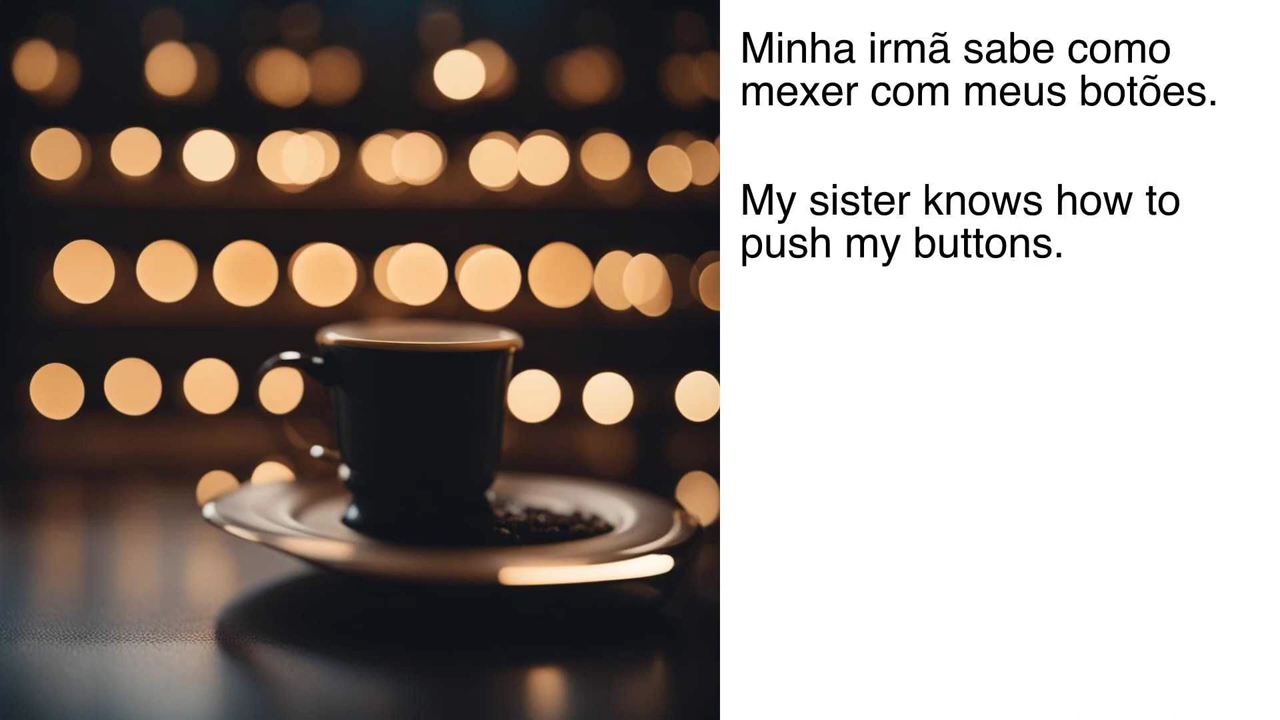 Minha irmã sabe como
mexer com meus botões.
My sister knows how to
push my buttons.